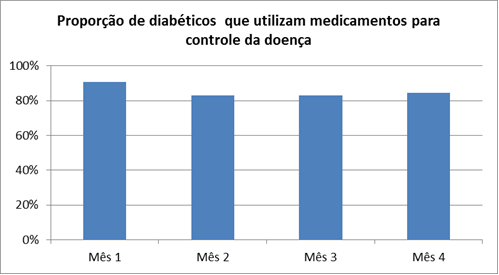 Proporção de diabéticos  que utilizam medicamentos para
controle da doença
100%
80%
60%
40%
20%
0%
Mês 1 Mês 2 Mês 3 Mês 4